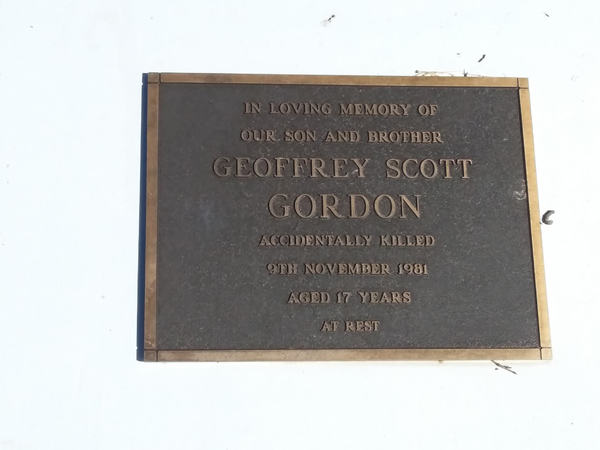 IN LOVING MEMORY OF
OUR SON AND BROTHER
GEOFFREY SCOTT
GORDON
ACCIDENTALLY KILLED
9TH NOVEMBER 1981
AGED 17 YEARS
AT REST